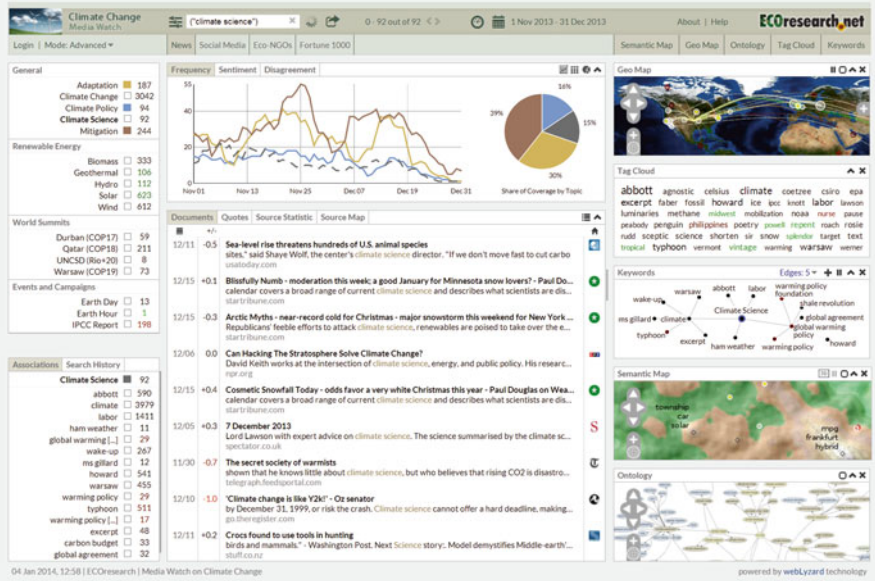 Climate Change
Media Watch
("climate science")
0 - 92 out of 92
1 Nov 2013 - 31 Dec 2013
About | Help
ECOresearch.net
Login | Mode: Advanced
News
Social Media
Eco-NGOs
Fortune 1000
Semantic Map
Geo Map
Ontology
Tag Cloud
Keywords
General
Adaptation 187
Climate Change 3042
Climate Policy 94
Climate Science 92
Mitigation 244
Renewable Energy
Biomass 333
Geothermal 106
Hydro 112
Solar 623
Wind 612
World Summits
Durban (COP17) 59
Qatar (COP18) 211
UNCSD (Rio+20) 8
Warsaw (COP19) 73
Events and Campaigns
Earth Day 13
Earth Hour 1
IPCC Report 198
Associations Search History
Climate Science 92
abbott 590
climate 3979
labor 1411
ham weather 11
global warming [...] 29
wake-up 267
ms gillard 12
howard 541
warsaw 455
warming policy 29
typhoon 511
warming policy [...] 17
excerpt 48
carbon budget 33
global agreement 32
Frequency Sentiment Disagreement
55
40
20
0
Nov 01 Nov 13 Nov 25 Dec 07 Dec 19 Dec 31
16%
15%
30%
39%
Share of Coverage by Topic
Documents Quotes Source Statistic Source Map
+/-
12/11 -0.5 Sea-level rise threatens hundreds of U.S. animal species
sites," said Shaye Wolf, the center's climate science director. "If we don't move fast to cut carbo
usatoday.com
12/15 +0.1 Blissfully Numb - moderation this week; a good January for Minnesota snow lovers? - Paul Do...
calendar covers a broad range of current climate science and describes what scientists are dis...
startribune.com
12/15 -0.3 Arctic Myths - near-record cold for Christmas - major snowstorm this weekend for New York ...
Republicans' feeble efforts to attack climate science, renewables are poised to take over the e...
startribune.com
12/06 0.0 Can Hacking The Stratosphere Solve Climate Change?
David Keith works at the intersection of climate science, energy, and public policy. His researc...
npr.org
12/15 +0.4 Cosmetic Snowfall Today - odds favor a very white Christmas this year - Paul Douglas on Wea...
calendar covers a broad range of current climate science and describes what scientists are dis...
startribune.com
12/05 +0.3 7 December 2013
Lord Lawson with expert advice on climate science. The science summarised by the climate sc...
spectator.co.uk
11/30 -0.7 The secret society of warmists
shown that he knows little about climate science, but who believes that rising CO2 is disastro...
telegraph.feedsportal.com
12/10 -1.0 'Climate change is like Y2k!' - Oz senator
by December 31, 1999, or risk the crash. Climate science cannot offer a hard deadline, making...
go.theregister.com
12/11 +0.2 Crocs found to use tools in hunting
birds and mammals." - Washington Post. Next Science story:. Model demystifies Middle-earth'...
stuff.co.nz
Geo Map
Tag Cloud
abbott agnostic celsius climate coetzee csiro epa
excerpt faber fossil howard ice ipcc knott labor lawson
luminaries methane midwest mobilization noaa nurse pause
peabody penguin philippines poetry powell repent roach rosie
rudd sceptic science shorten sir snow splendor target text
tropical typhoon vermont vintage warming warsaw werner
Keywords
Edges: 5
wake-up
warsaw
abbott
labor
warming policy
foundation
shale revolution
Climate Science
ms gillard
climate
global agreement
global warming
policy
typhoon
excerpt
ham weather
warming policy
howard
Semantic Map
township
car
solar
mpg
frankfurt
hybrid
Ontology
04 Jan 2014, 12:58 | ECOresearch | Media Watch on Climate Change
powered by webLyzard technology